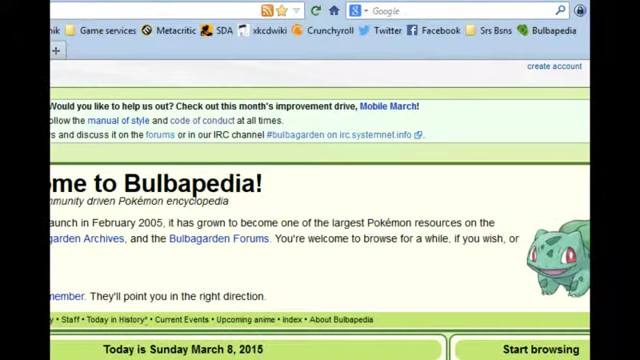 Google
nik Game services Metacritic SDA xkcdwiki Crunchyroll Twitter Facebook Srs Bsns Bulbapedia
create account
Would you like to help us out? Check out this month's improvement drive, Mobile March!
ollow the manual of style and code of conduct at all times.
ys and discuss it on the forums or in our IRC channel #bulbagarden on irc.systemnet.info.
ome to Bulbapedia!
mmunity driven Pokémon encyclopedia
aunch in February 2005, it has grown to become one of the largest Pokémon resources on the
garden Archives, and the Bulbagarden Forums. You're welcome to browse for a while, if you wish, or
member. They'll point you in the right direction.
y • Staff • Today in History* • Current Events • Upcoming anime • Index • About Bulbapedia
Today is Sunday March 8, 2015
Start browsing